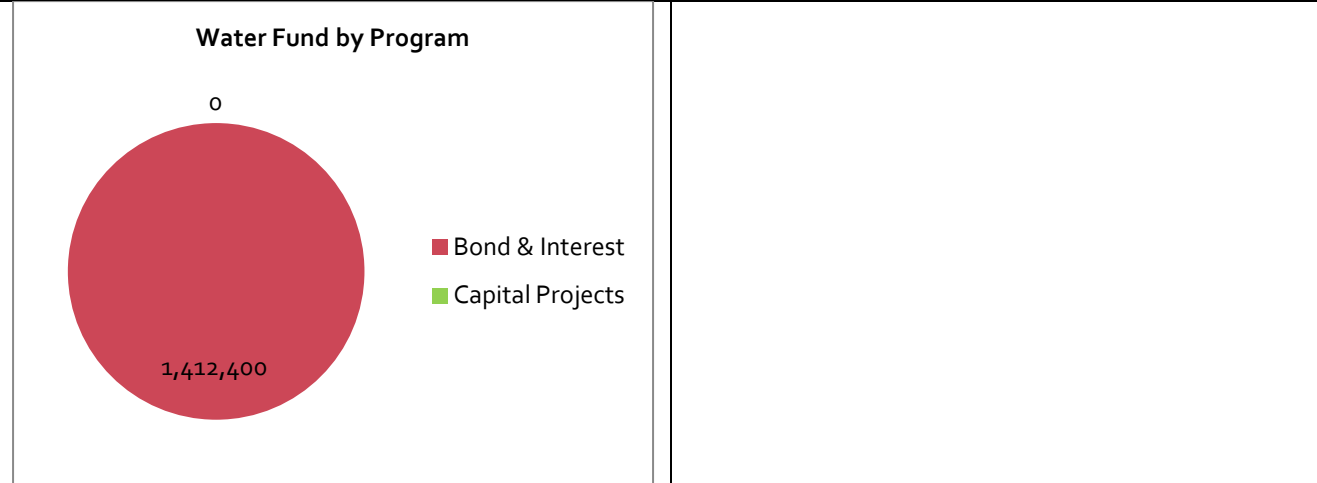 Water Fund by Program
0
1,412,400
Bond & Interest
Capital Projects